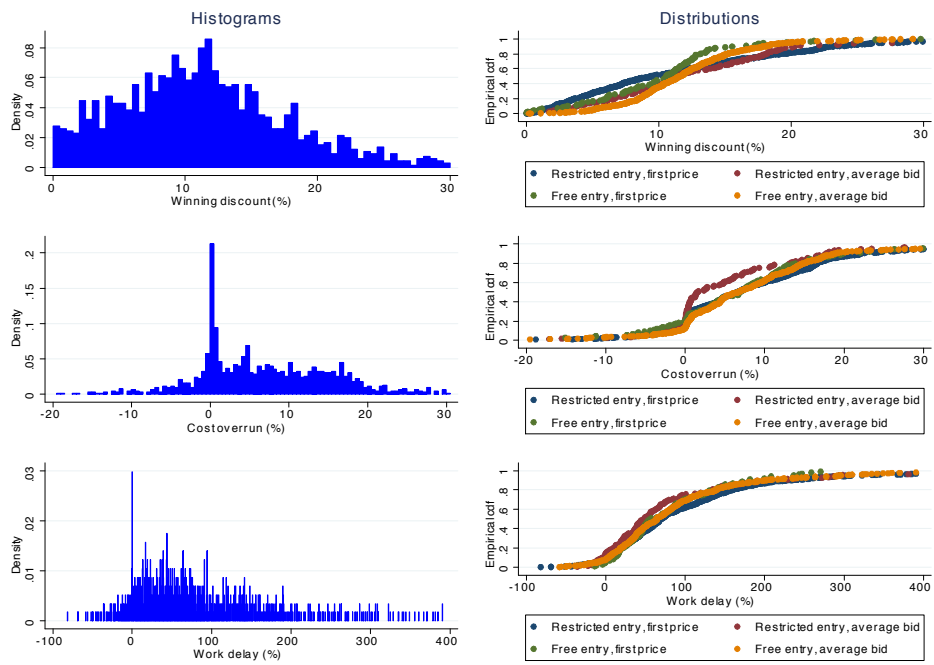 Histograms
Density
0 .02 .04 .06 .08
0 10 20 30
Winning discount (%)
Distributions
Empirical cdf
0 .2 .4 .6 .8 1
0 10 20 30
Winning discount (%)
Restricted entry, first price Restricted entry, average bid
Free entry, first price Free entry, average bid
Density
0 .05 .1 .15 .2
-20 -10 0 10 20 30
Cost overrun (%)
Empirical cdf
0 .2 .4 .6 .8 1
-20 -10 0 10 20 30
Cost overrun (%)
Restricted entry, first price Restricted entry, average bid
Free entry, first price Free entry, average bid
Density
0 .01 .02 .03
-100 0 100 200 300 400
Work delay (%)
Empirical cdf
0 .2 .4 .6 .8 1
-100 0 100 200 300 400
Work delay (%)
Restricted entry, first price Restricted entry, average bid
Free entry, first price Free entry, average bid